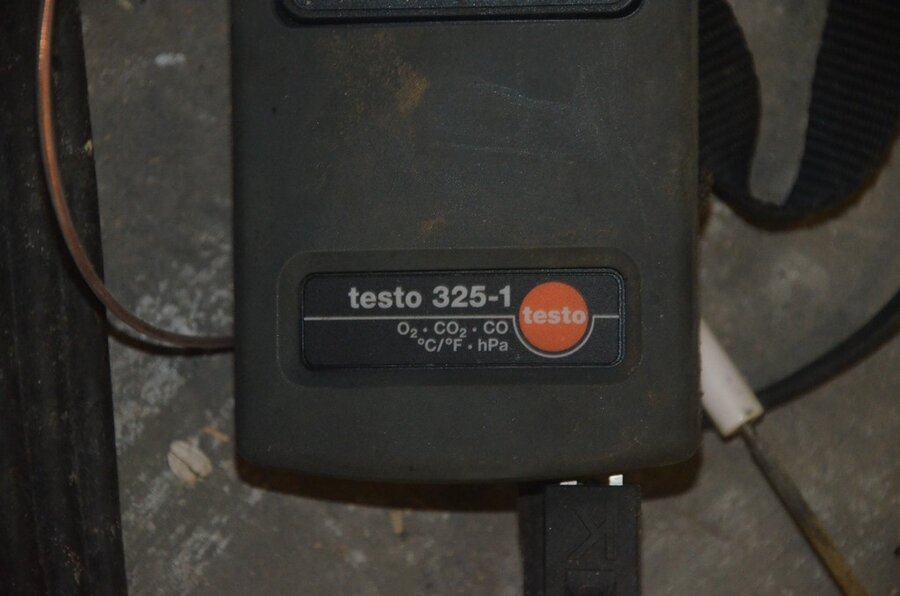 testo 325-1
testo
O₂ · CO₂ · CO
°C/°F · hPa